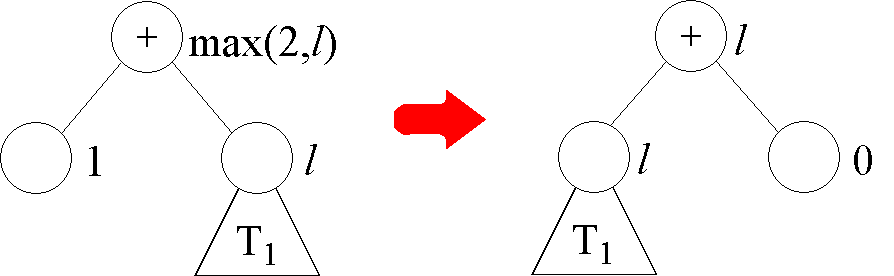 + max(2,l) + l
1 l l 0
T1 T1